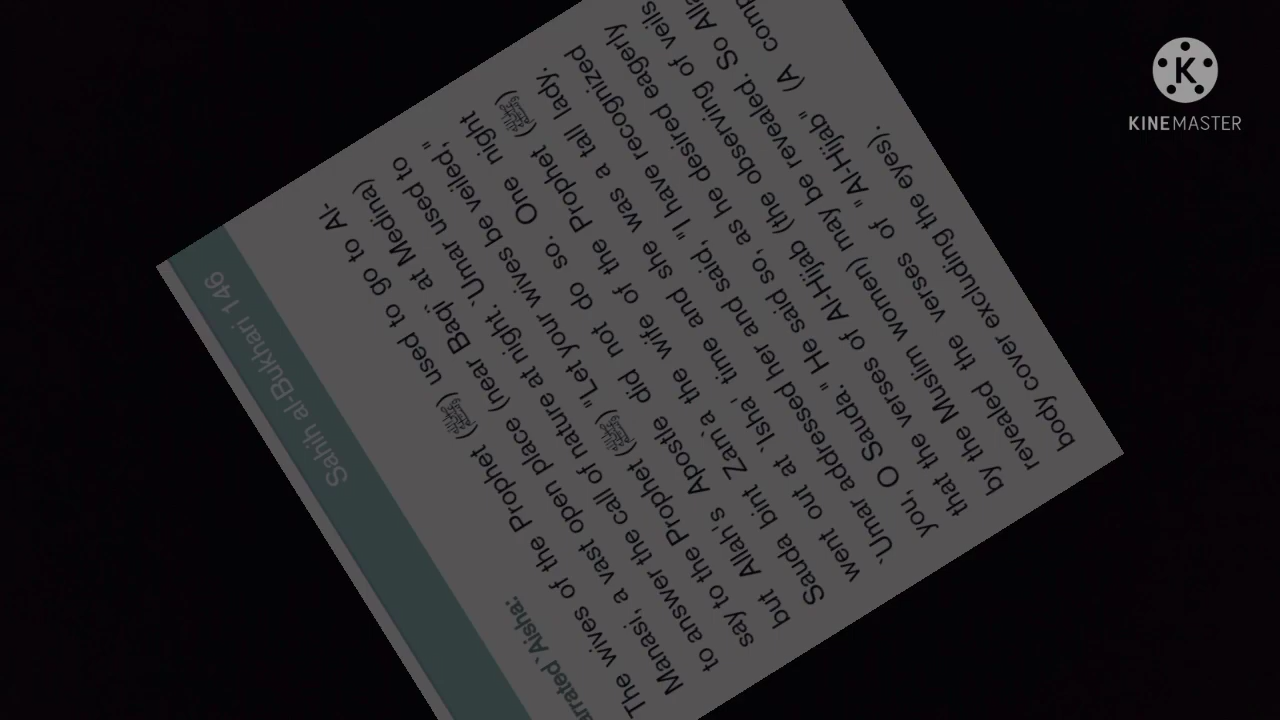 Sahih al-Bukhari 146
arrated `Aisha:
The wives of the Prophet (ﷺ) used to go to Al-
Manasi, a vast open place (near Baqi` at Medina)
to answer the call of nature at night. `Umar used to
say to the Prophet (ﷺ) "Let your wives be veiled,"
but Allah's Apostle did not do so. One night
Sauda bint Zam`a the wife of the Prophet (ﷺ)
went out at `Isha' time and she was a tall lady.
`Umar addressed her and said, "I have recognized
you, O Sauda." He said so, as he desired eagerly
that the verses of Al-Hijab (the observing of veils
by the Muslim women) may be revealed. So Alla
revealed the verses of "Al-Hijab" (A comp
body cover excluding the eyes).
KINEMASTER